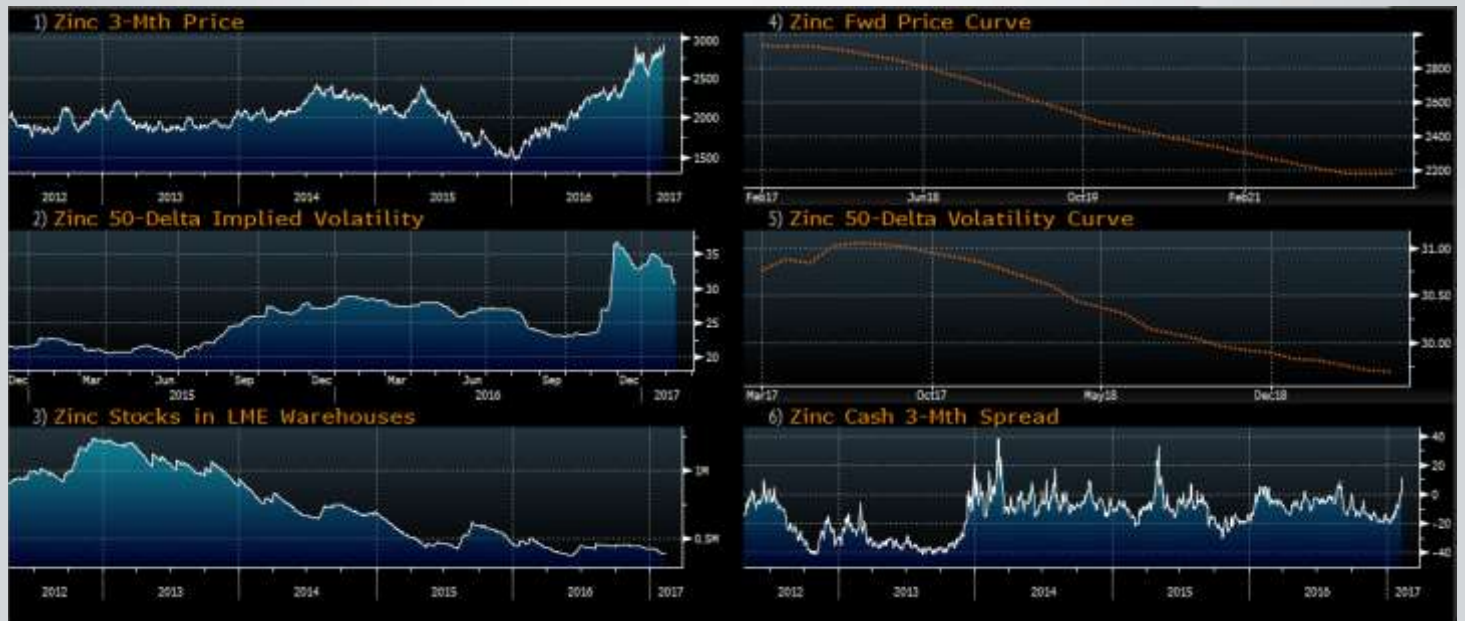 1) Zinc 3-Mth Price
3000
2500
2000
1500
2012 2013 2014 2015 2016 2017
2) Zinc 50-Delta Implied Volatility
35
30
25
20
Dec Mar Jun Sep Dec Mar Jun Sep Dec
2015 2016 2017
3) Zinc Stocks in LME Warehouses
1M
0.5M
2012 2013 2014 2015 2016 2017
4) Zinc Fwd Price Curve
2800
2600
2400
2200
Feb17 Jun18 Oct19 Feb21
5) Zinc 50-Delta Volatility Curve
31.00
30.50
30.00
Mar17 Oct17 May18 Dec18
6) Zinc Cash 3-Mth Spread
40
20
0
-20
-40
2012 2013 2014 2015 2016 2017